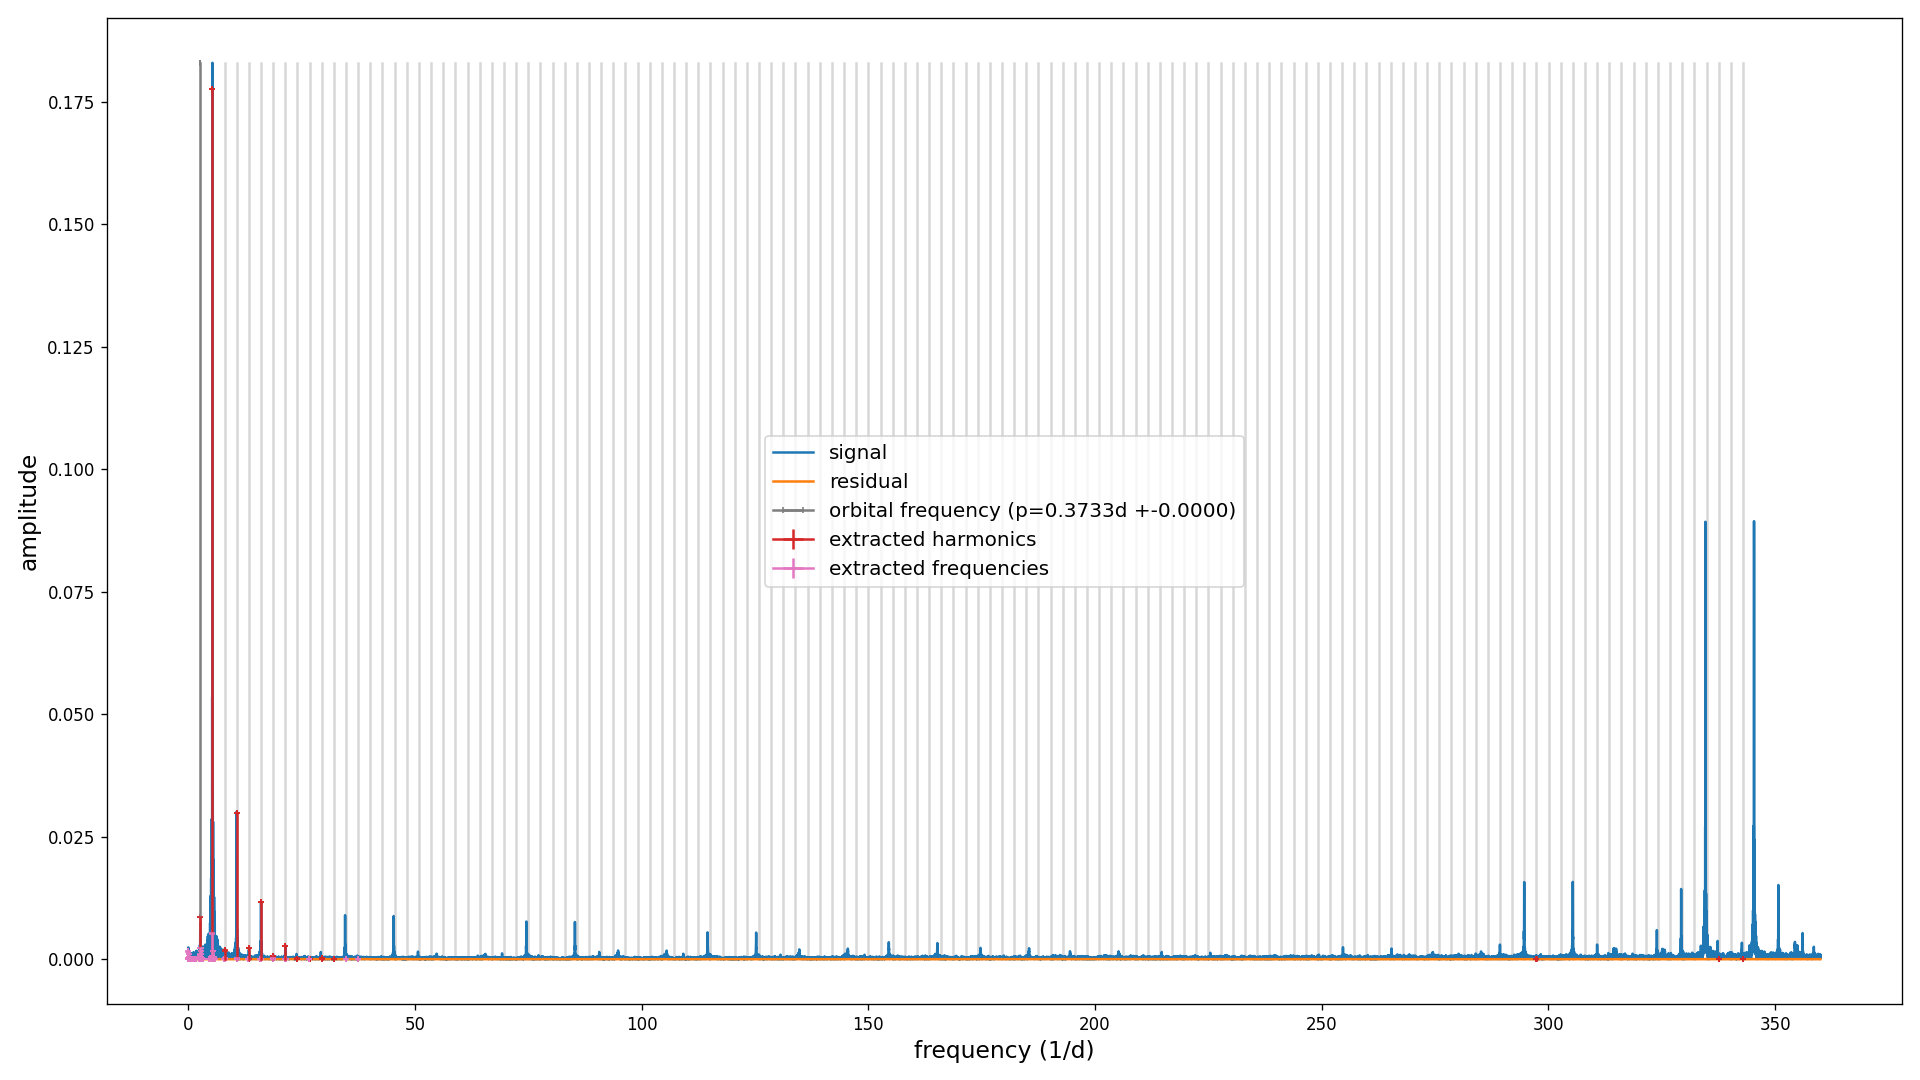 0.175
0.150
0.125
0.100
0.075
0.050
0.025
0.000
amplitude
signal
residual
orbital frequency (p=0.3733d +-0.0000)
extracted harmonics
extracted frequencies
0 50 100 150 200 250 300 350
frequency (1/d)